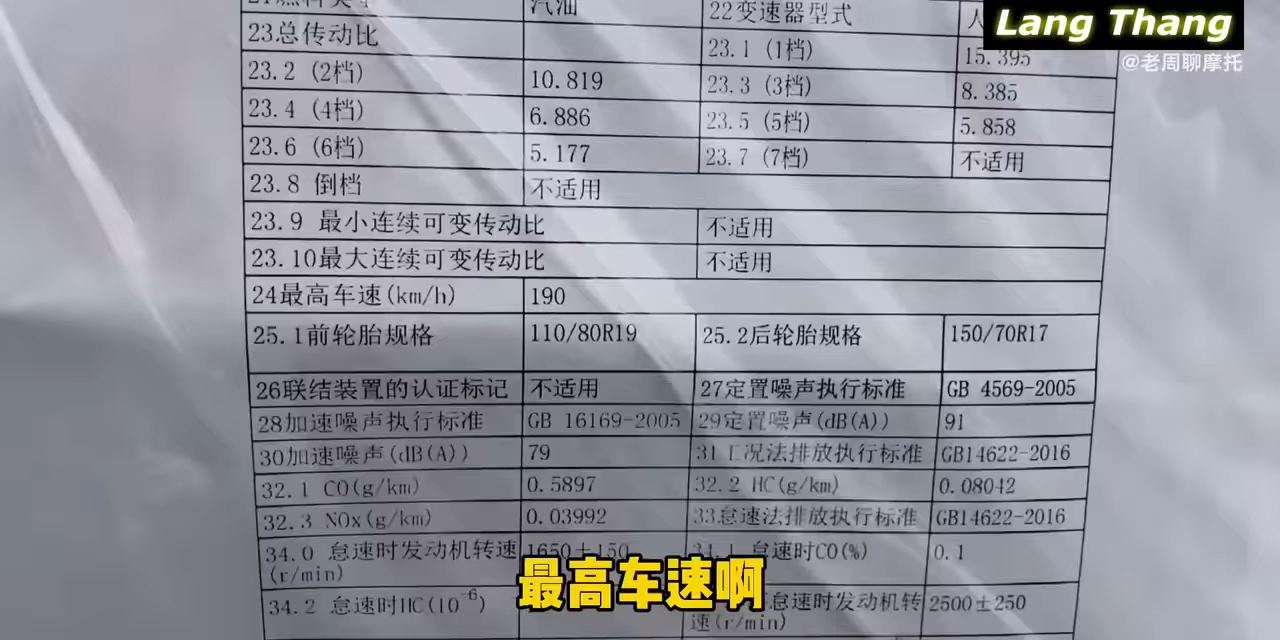 Lang Thang
@老周聊摩托
汽油 22变速器型式 人
23总传动比 23.1 (1档) 15.395
23.2 (2档) 10.819 23.3 (3档) 8.385
23.4 (4档) 6.886 23.5 (5档) 5.858
23.6 (6档) 5.177 23.7 (7档) 不适用
23.8 倒档 不适用
23.9 最小连续可变传动比 不适用
23.10最大连续可变传动比 不适用
24最高车速(km/h) 190
25.1前轮胎规格 110/80R19 25.2后轮胎规格 150/70R17
26联结装置的认证标记 不适用 27定置噪声执行标准 GB 4569-2005
28加速噪声执行标准 GB 16169-2005 29定置噪声(dB(A)) 91
30加速噪声(dB(A)) 79 31工况法排放执行标准 GB14622-2016
32.1 CO(g/km) 0.5897 32.2 HC(g/km) 0.08042
32.3 NOx(g/km) 0.03992 33怠速法排放执行标准 GB14622-2016
34.0 怠速时发动机转速(r/min) 1650±150 34.1 怠速时CO(%) 0.1
34.2 怠速时HC(10⁻⁶) 怠速时发动机转速(r/min) 2500±250
最高车速啊